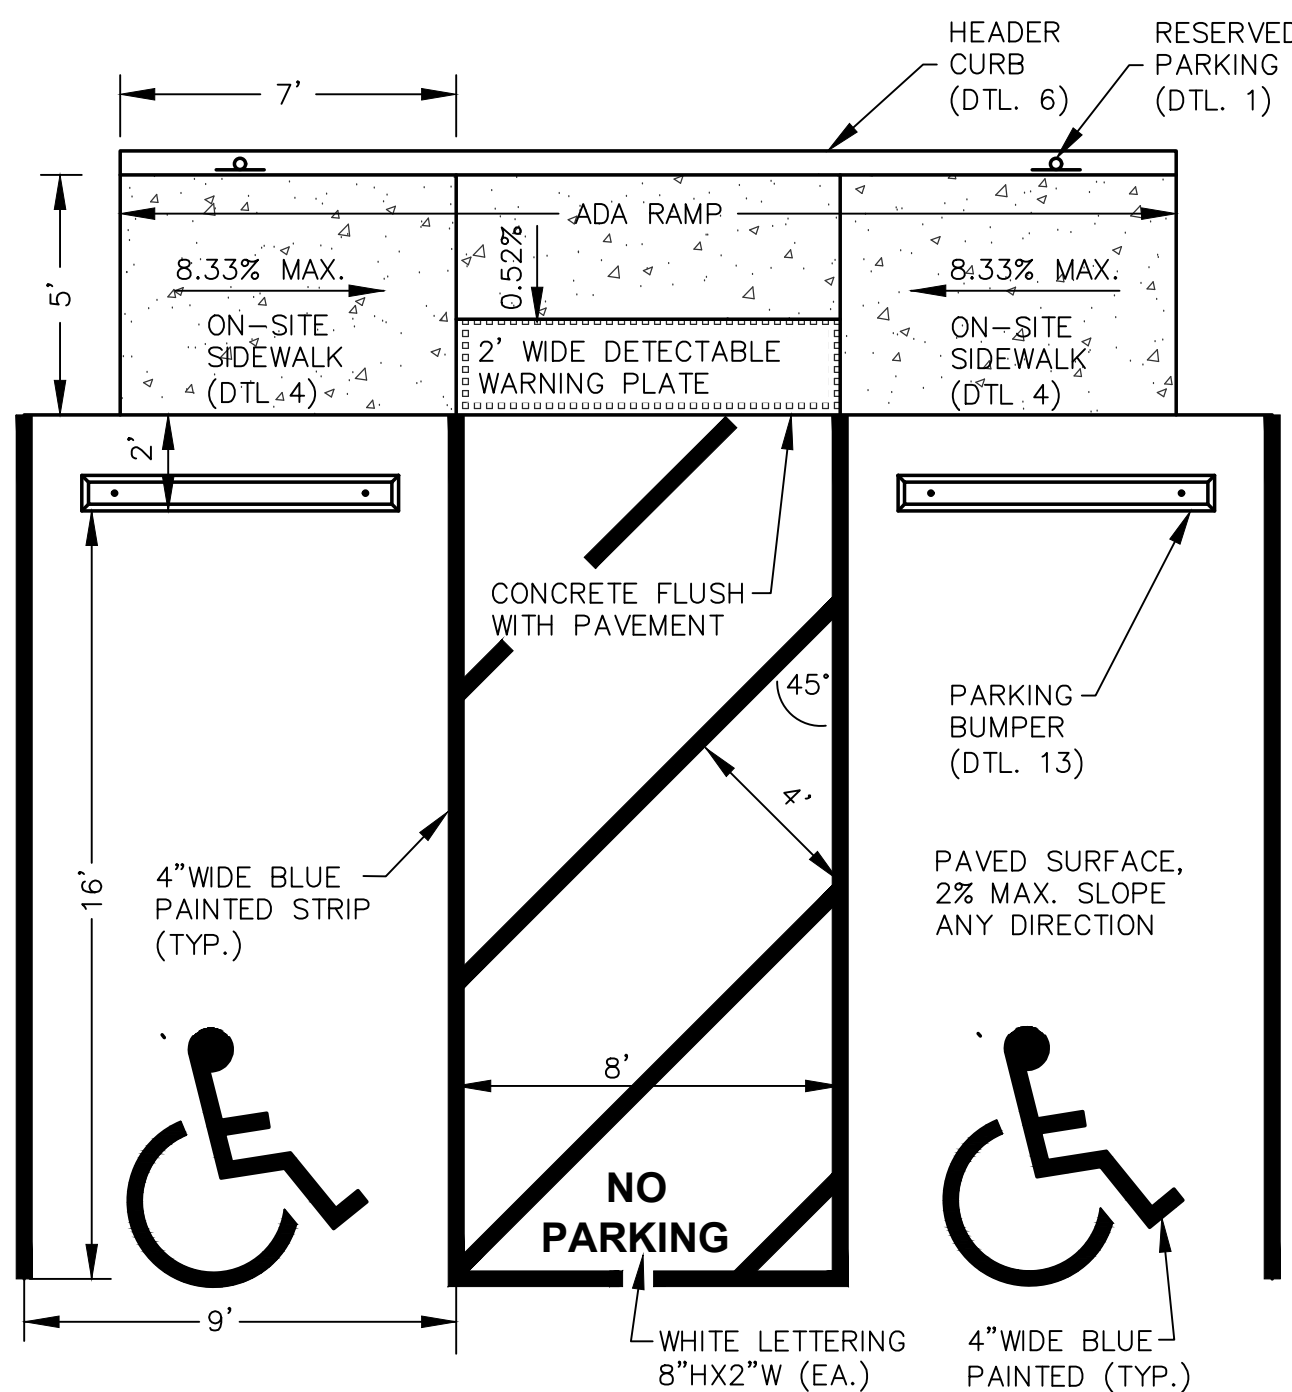 HEADER
CURB
(DTL. 6)
RESERVED
PARKING
(DTL. 1)
7'
ADA RAMP
5'
8.33% MAX.
0.52%
8.33% MAX.
ON-SITE
SIDEWALK
(DTL 4)
2' WIDE DETECTABLE
WARNING PLATE
ON-SITE
SIDEWALK
(DTL 4)
2'
CONCRETE FLUSH
WITH PAVEMENT
45°
PARKING
BUMPER
(DTL. 13)
4'
16'
4"WIDE BLUE
PAINTED STRIP
(TYP.)
PAVED SURFACE,
2% MAX. SLOPE
ANY DIRECTION
8'
NO
PARKING
9'
WHITE LETTERING
8"HX2"W (EA.)
4"WIDE BLUE
PAINTED (TYP.)